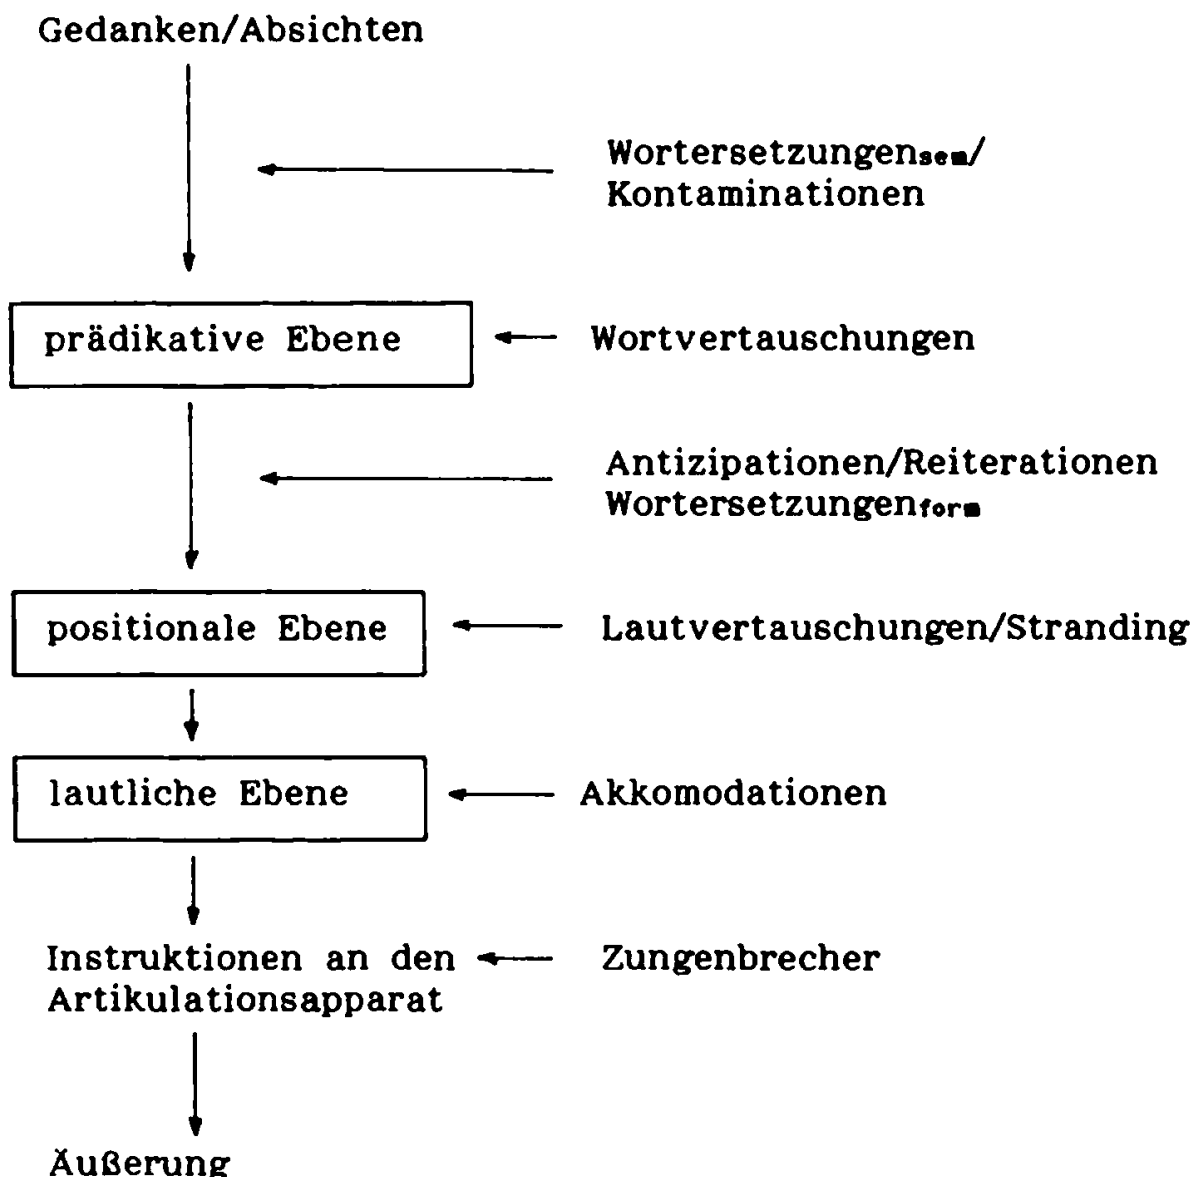 Gedanken/Absichten
Wortersetzungensem/
Kontaminationen
prädikative Ebene
Wortvertauschungen
Antizipationen/Reiterationen
Wortersetzungenform
positionale Ebene
Lautvertauschungen/Stranding
lautliche Ebene
Akkomodationen
Instruktionen an den
Artikulationsapparat
Zungenbrecher
Äußerung